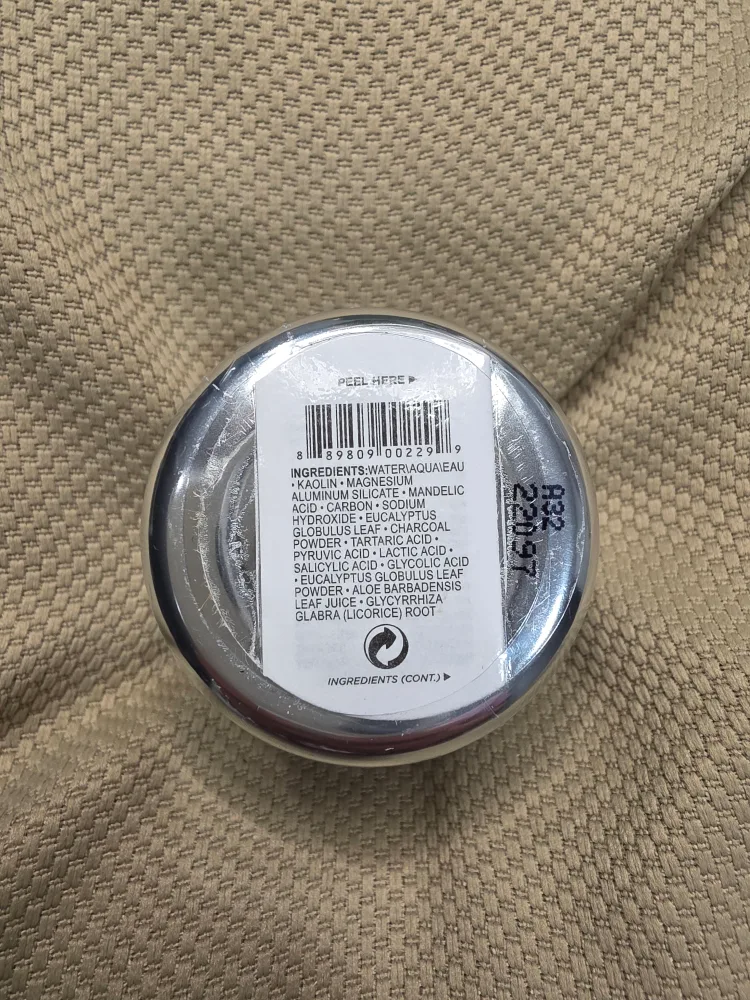 PEEL HERE ▶
8 89809 00229 9
INGREDIENTS:WATER\AQUA\EAU
• KAOLIN • MAGNESIUM
ALUMINUM SILICATE • MANDELIC
ACID • CARBON • SODIUM
HYDROXIDE • EUCALYPTUS
GLOBULUS LEAF • CHARCOAL
POWDER • TARTARIC ACID •
PYRUVIC ACID • LACTIC ACID •
SALICYLIC ACID • GLYCOLIC ACID
• EUCALYPTUS GLOBULUS LEAF
POWDER • ALOE BARBADENSIS
LEAF JUICE • GLYCYRRHIZA
GLABRA (LICORICE) ROOT
INGREDIENTS (CONT.) ▶
A32
22097